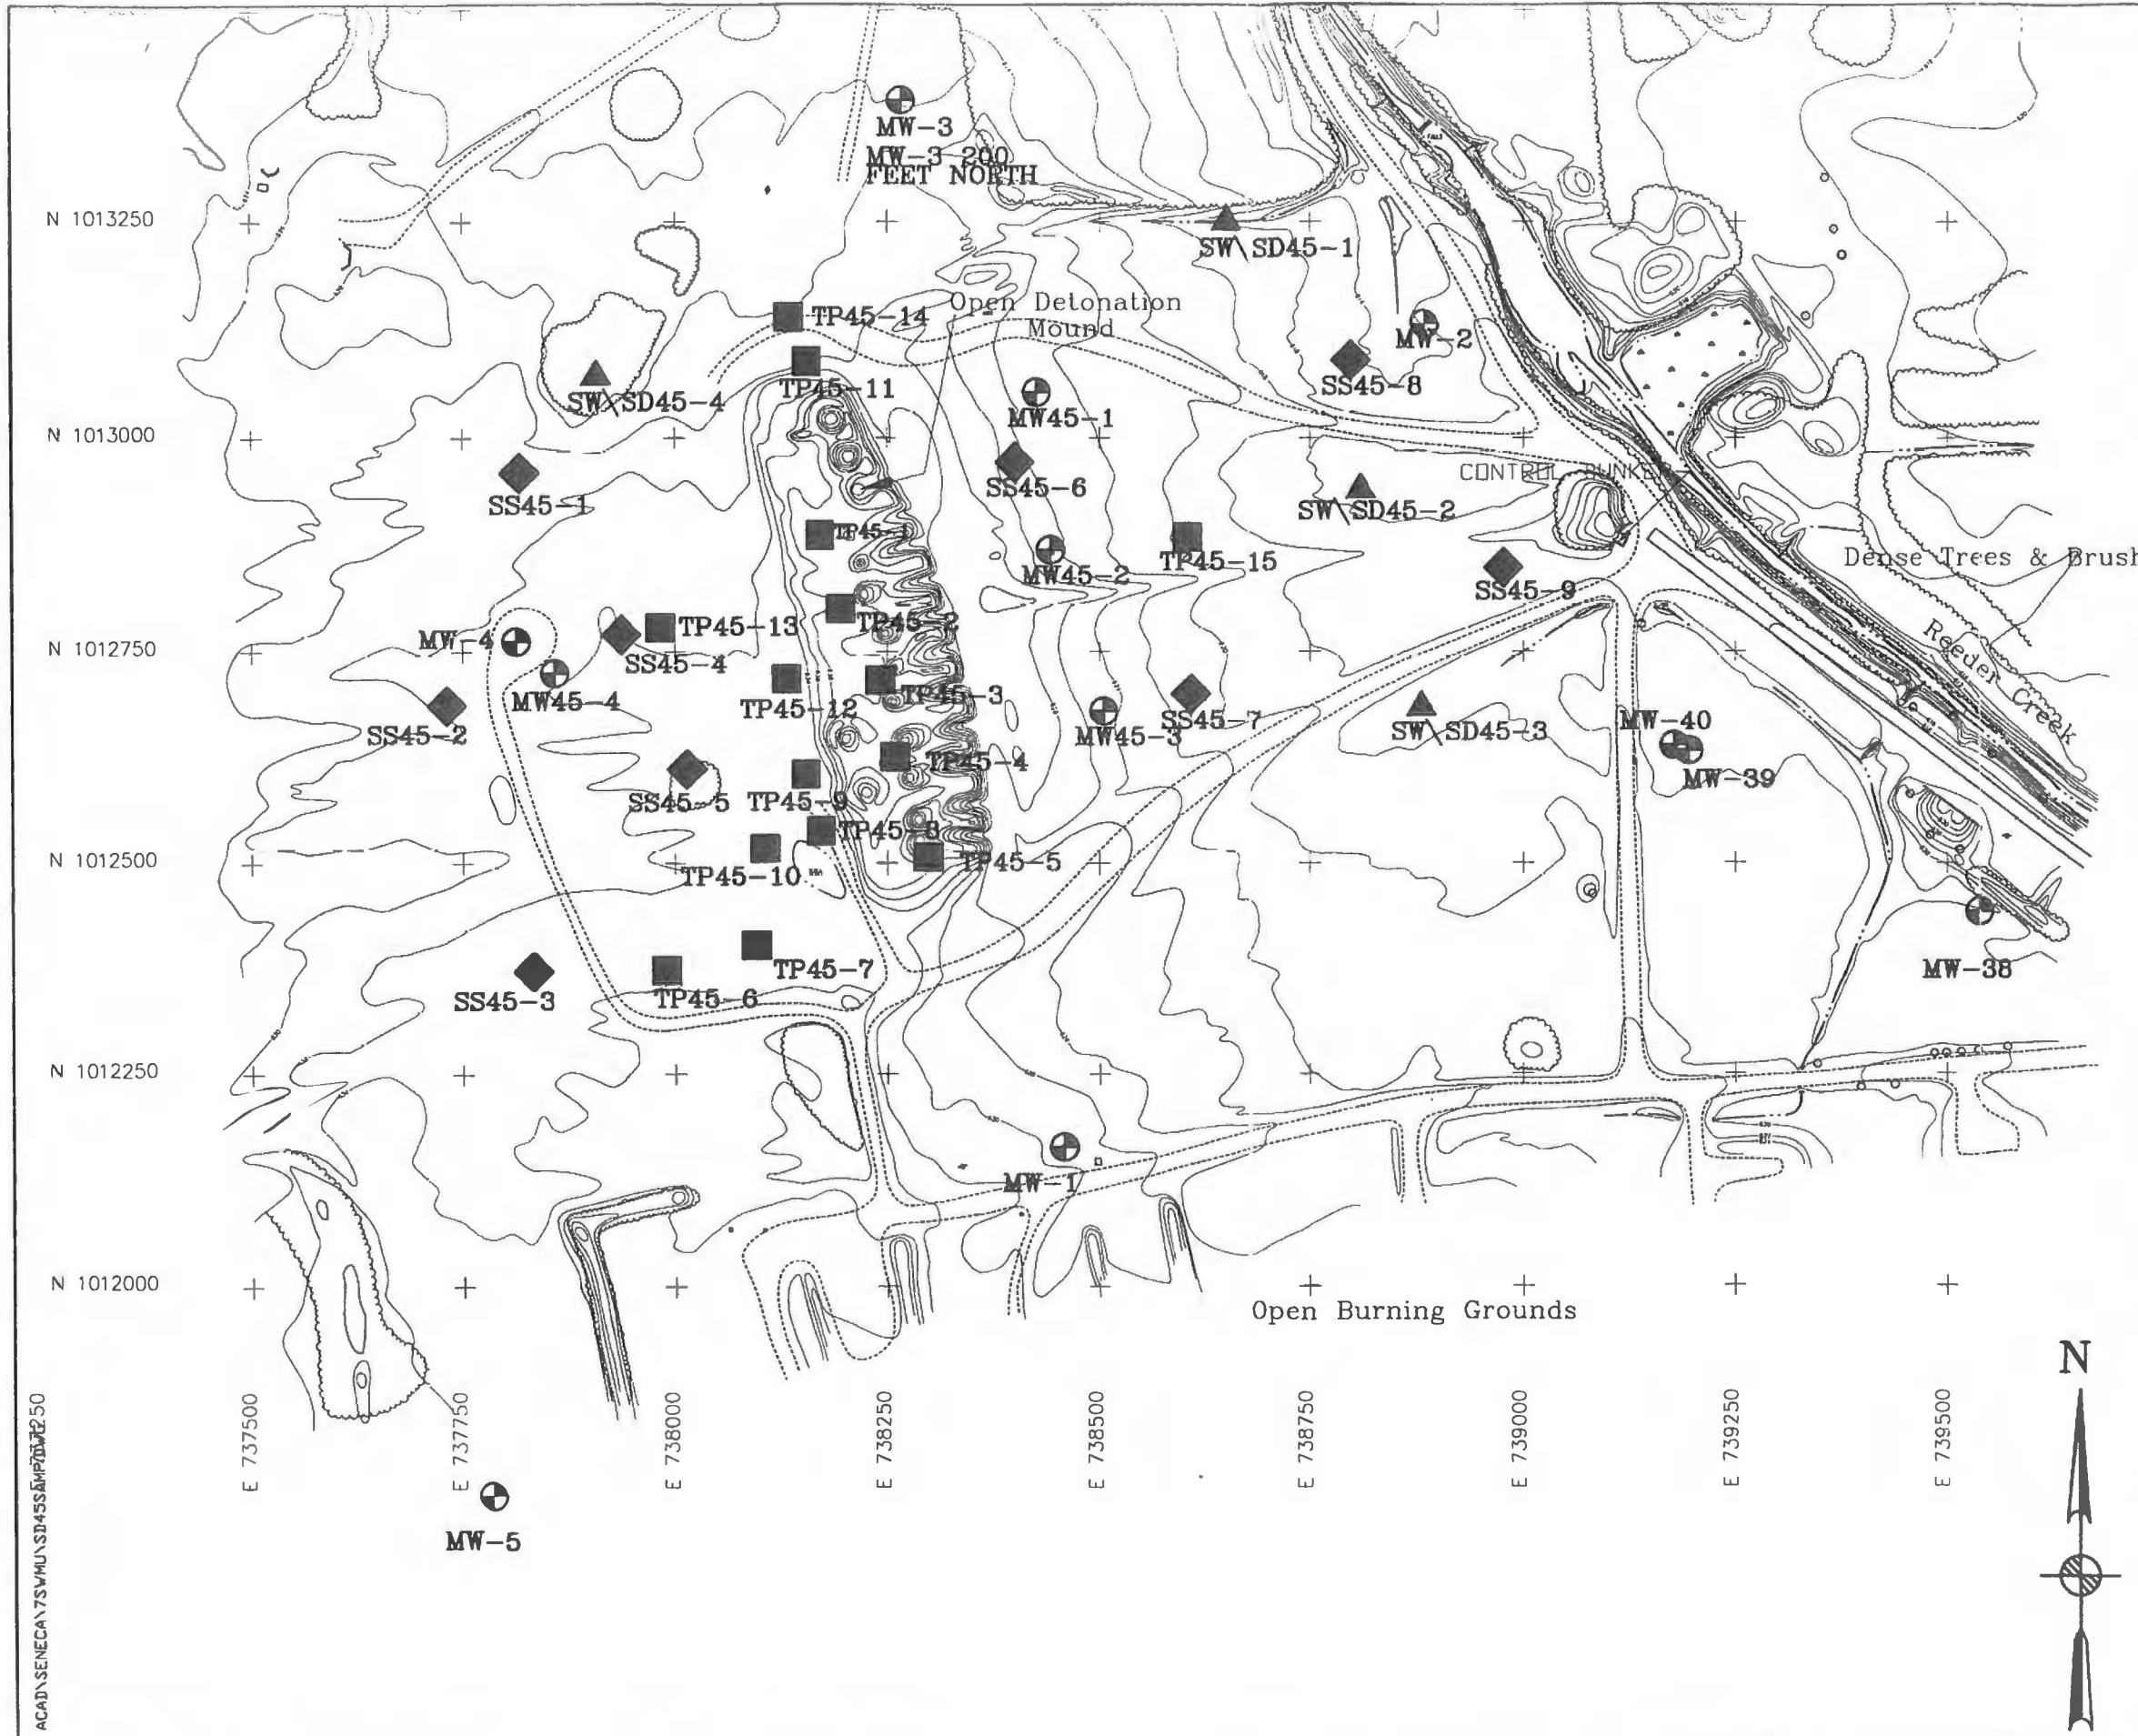 MW-3
MW-3 200
FEET NORTH
N 1013250
SW\SD45-1
Open Detonation
Mound
TP45-14
MW-2
TP45-11
SS45-8
SW\SD45-4
MW45-1
N 1013000
CONTROL BUNKER
SS45-6
SS45-1
SW\SD45-2
TP45-1
TP45-15
Dense Trees & Brush
MW45-2
SS45-9
TP45-2
TP45-13
MW-4
N 1012750
Reeder Creek
SS45-4
MW45-4
TP45-3
TP45-12
SS45-7
MW-40
SS45-2
MW45-3
SW\SD45-3
TP45-4
MW-39
SS45-5
TP45-9
TP45-8
N 1012500
TP45-5
TP45-10
MW-38
TP45-7
SS45-3
TP45-6
N 1012250
MW-1
N 1012000
Open Burning Grounds
N
E 737500
E 737750
E 738000
E 738250
E 738500
E 738750
E 739000
E 739250
E 739500
MW-5